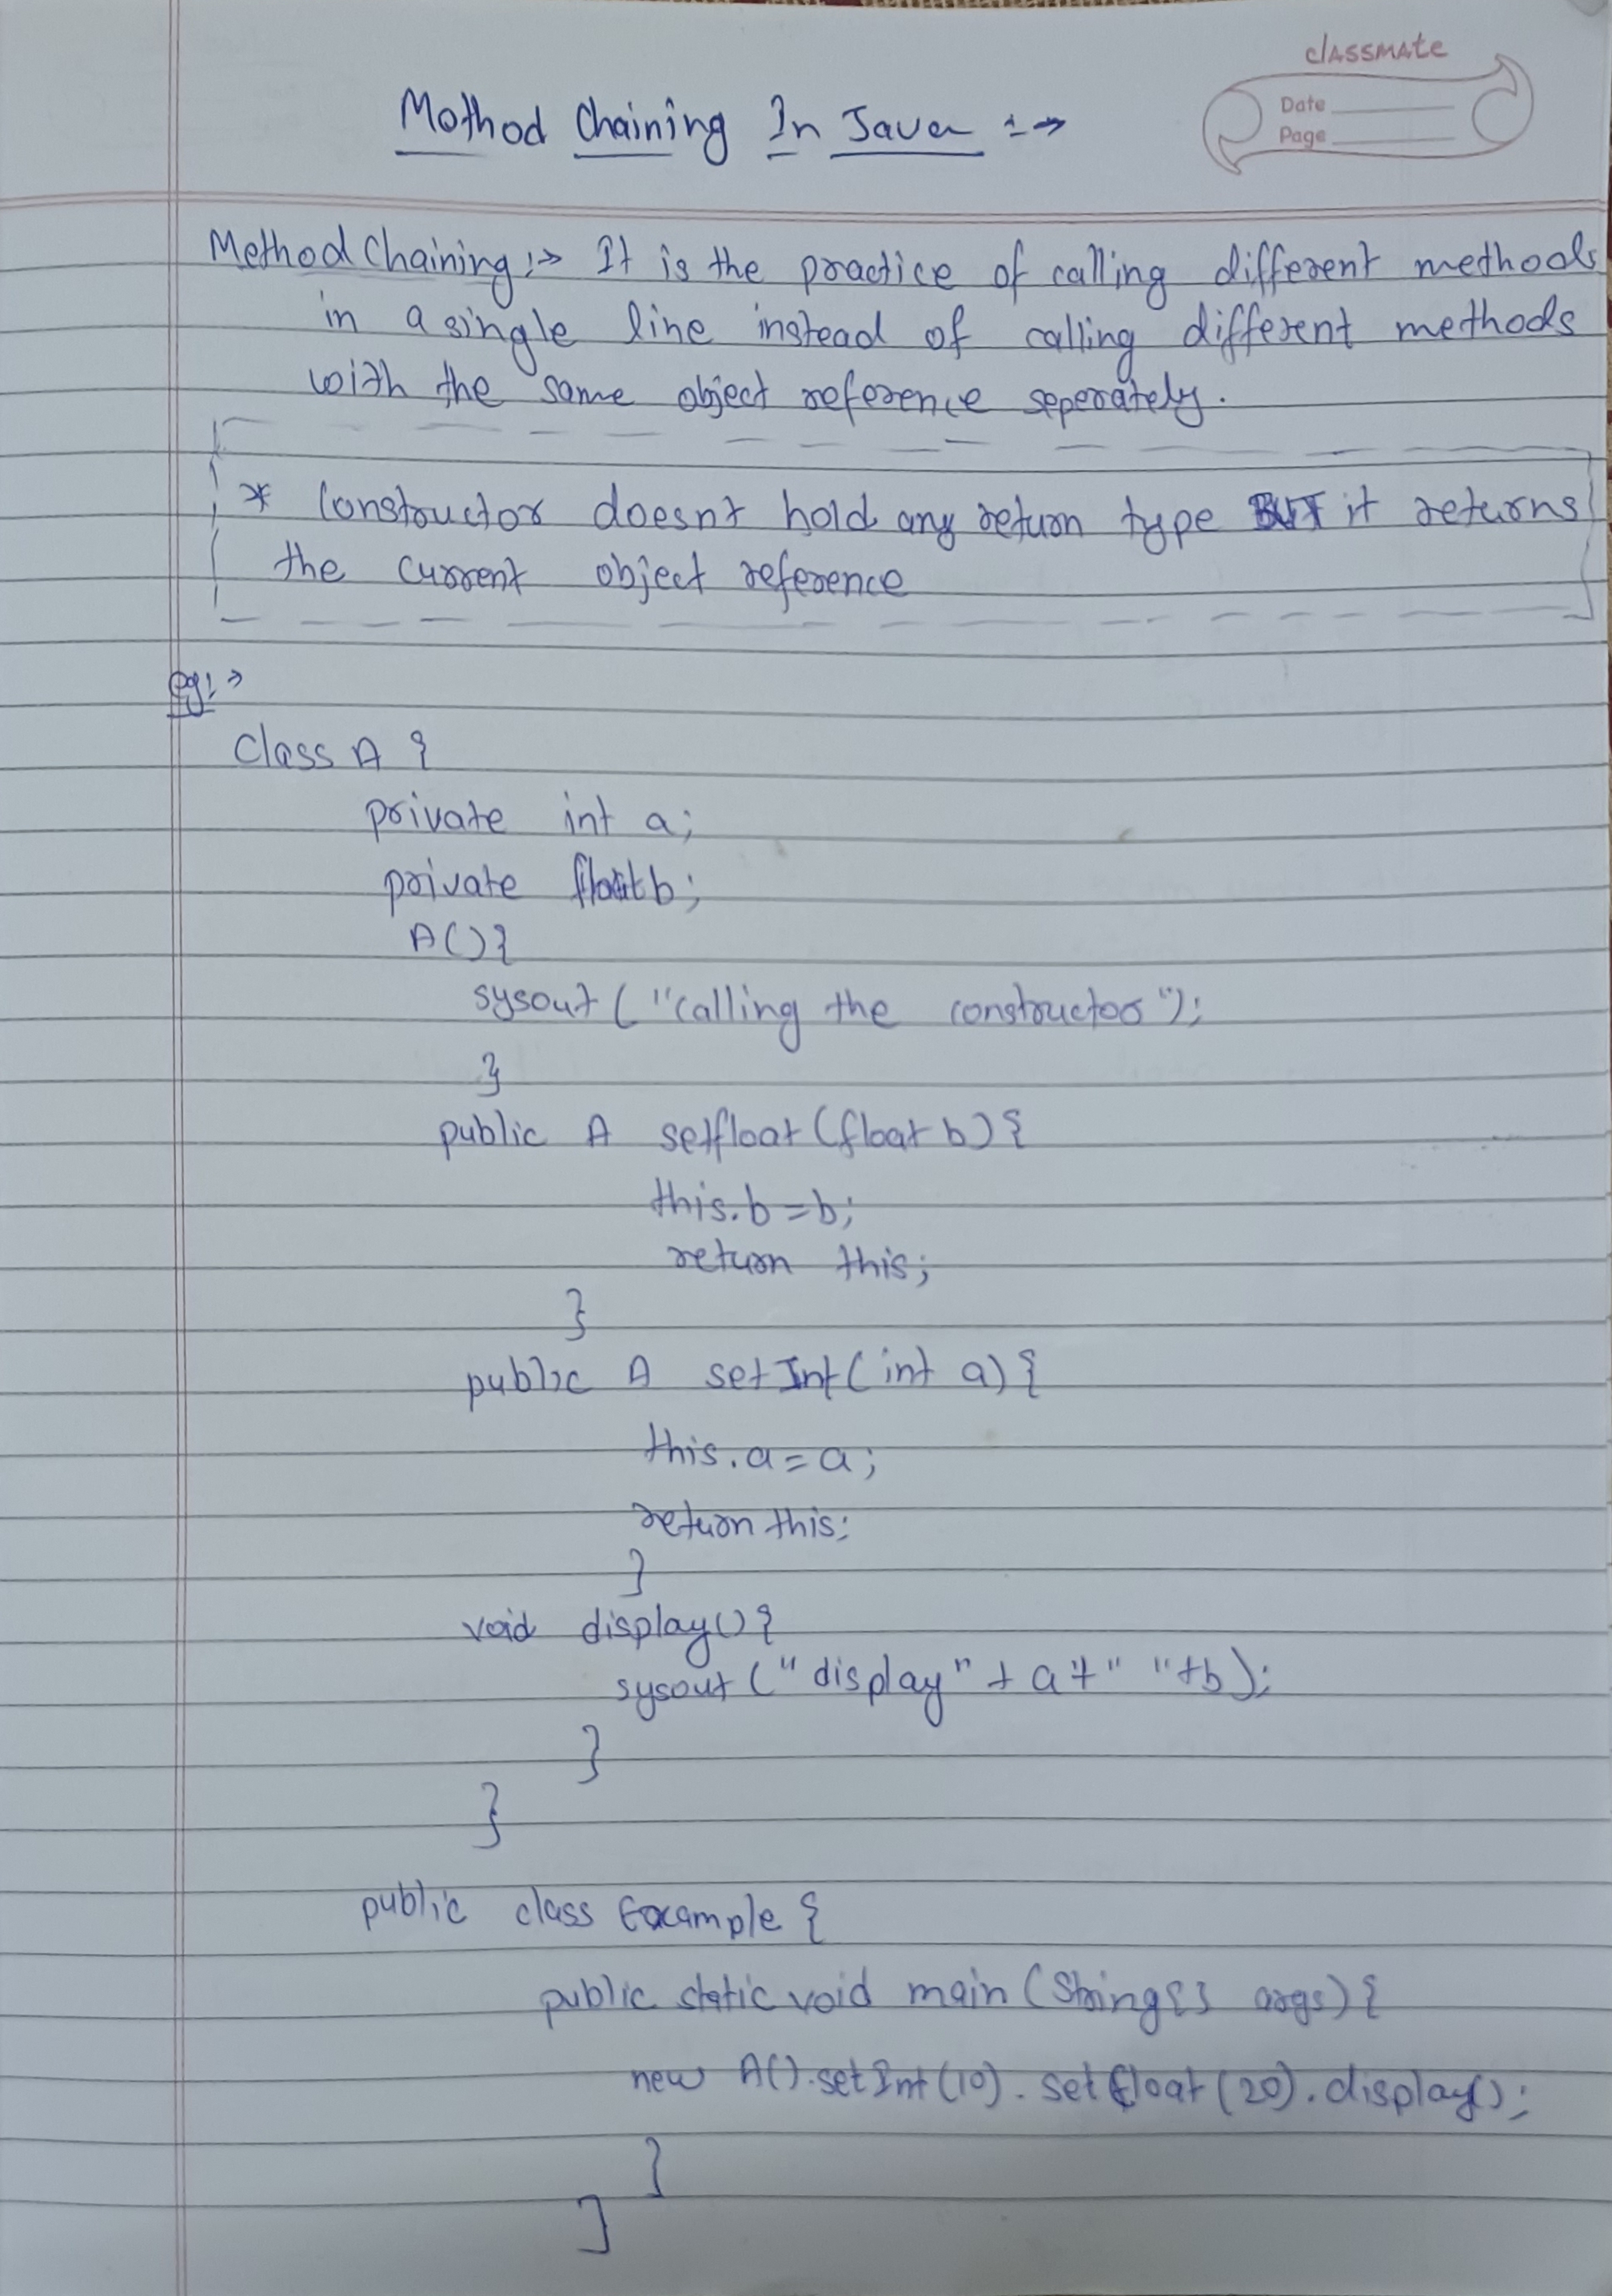 classmate
Date
Page
Method Chaining In Java :->
Method Chaining :-> It is the practice of calling different methods
in a single line instead of calling different methods
with the same object reference seperately.
* Constructor doesn't hold any return type BUT it returns
the current object reference
eg:->
Class A {
private int a;
private float b;
A(){
sysout ("calling the constructor");
}
public A setfloat (float b) {
this.b = b;
return this;
}
public A setInt (int a) {
this.a = a;
return this;
}
void display() {
sysout ("display" + a + " " + b);
}
}
public class Example {
public static void main (String[] args) {
new A().setInt(10).setfloat(20).display();
}
}